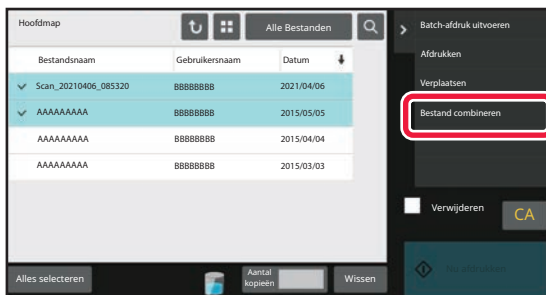 Hoofdmap
Alle Bestanden
Bestandsnaam Gebruikersnaam Datum
Scan_20210406_085320 BBBBBBBB 2021/04/06
AAAAAAAAA BBBBBBBB 2015/05/05
AAAAAAAAA BBBBBBBB 2015/04/04
AAAAAAAAA BBBBBBBB 2015/03/03
Alles selecteren
Aantal
kopieën
Wissen
Batch-afdruk uitvoeren
Afdrukken
Verplaatsen
Bestand combineren
Verwijderen
CA
Nu afdrukken